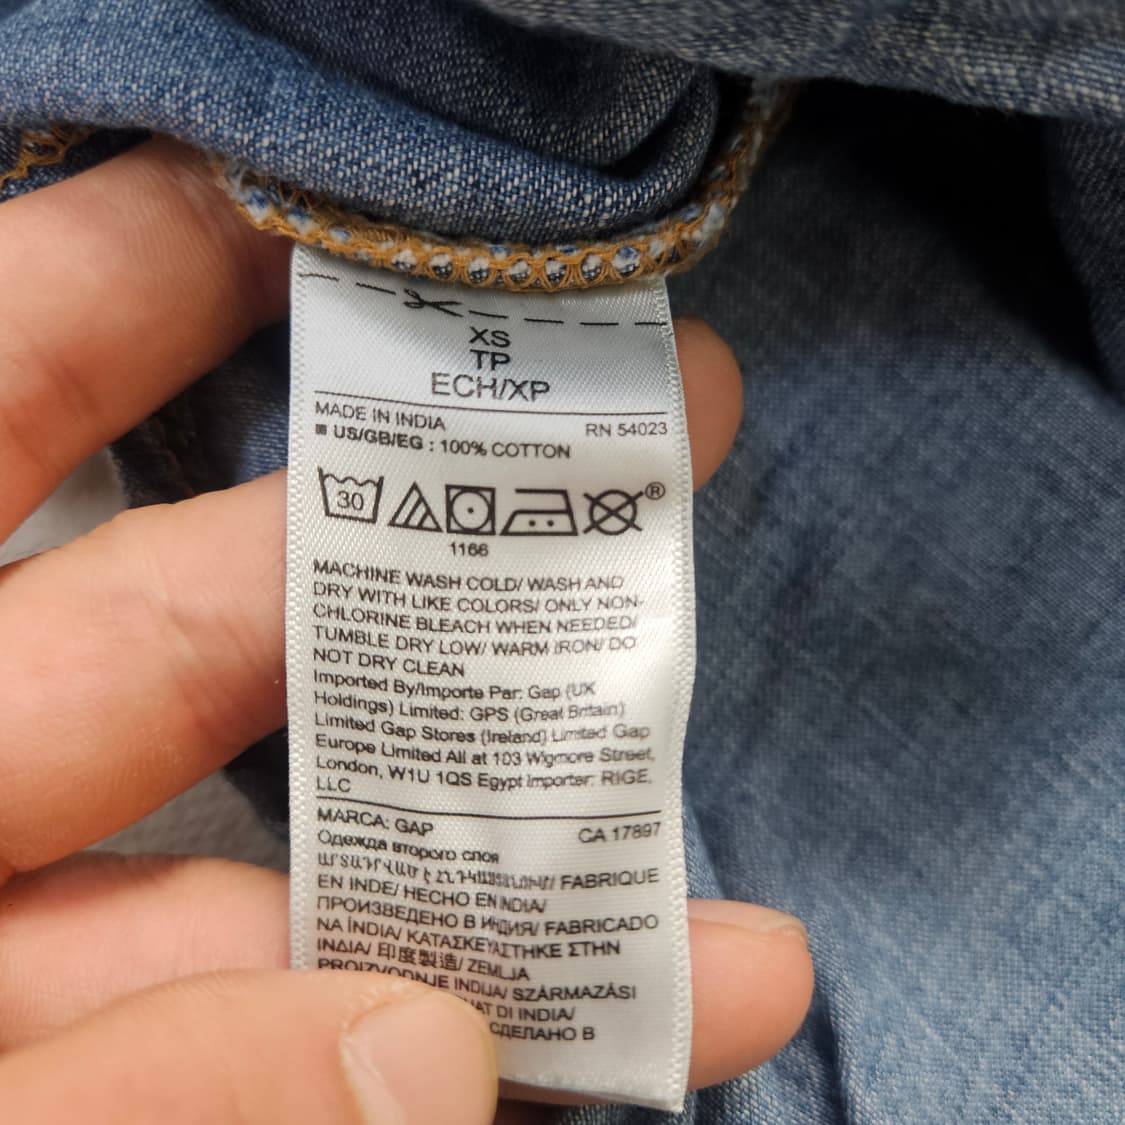 XS
TP
ECH/XP
MADE IN INDIA
RN 54023
US/GB/EG : 100% COTTON
30
®
1166
MACHINE WASH COLD/ WASH AND
DRY WITH LIKE COLORS/ ONLY NON-
CHLORINE BLEACH WHEN NEEDED/
TUMBLE DRY LOW/ WARM IRON/ DO
NOT DRY CLEAN
Imported By/Importe Par: Gap (UK
Holdings) Limited: GPS (Great Britain)
Limited Gap Stores (Ireland) Limited Gap
Europe Limited All at 103 Wigmore Street,
London, W1U 1QS Egypt Importer: RIGE,
LLC
MARCA: GAP
CA 17897
Одежда второго слоя
ԱՐՏԱԴՐՎԱԾ Է FABRIQUE
EN INDE/ HECHO EN INDIA/
ПРОИЗВЕДЕНО В ИНДИЯ/ FABRICADO
NA ÍNDIA/ ΚΑΤΑΣΚΕΥΑΣΤΗΚΕ ΣΤΗΝ
ΙΝΔΙΑ/ 印度製造/ ZEMLJA
PROIZVODNJE INDIJA/ SZÁRMAZÁSI
DI INDIA/
СДЕЛАНО В